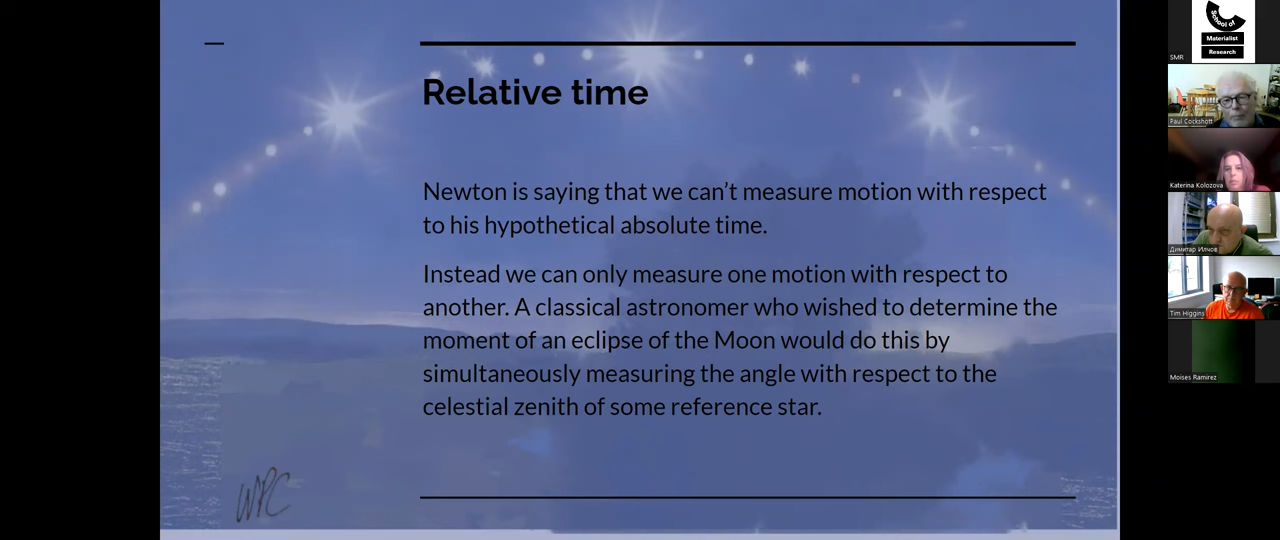 Relative time
Newton is saying that we can’t measure motion with respect
to his hypothetical absolute time.
Instead we can only measure one motion with respect to
another. A classical astronomer who wished to determine the
moment of an eclipse of the Moon would do this by
simultaneously measuring the angle with respect to the
celestial zenith of some reference star.
WPC
School of
Materialist
Research
SMR
Paul Cockshott
Katerina Kolozova
Димитар Илчов
Tim Higgins
Moises Ramirez